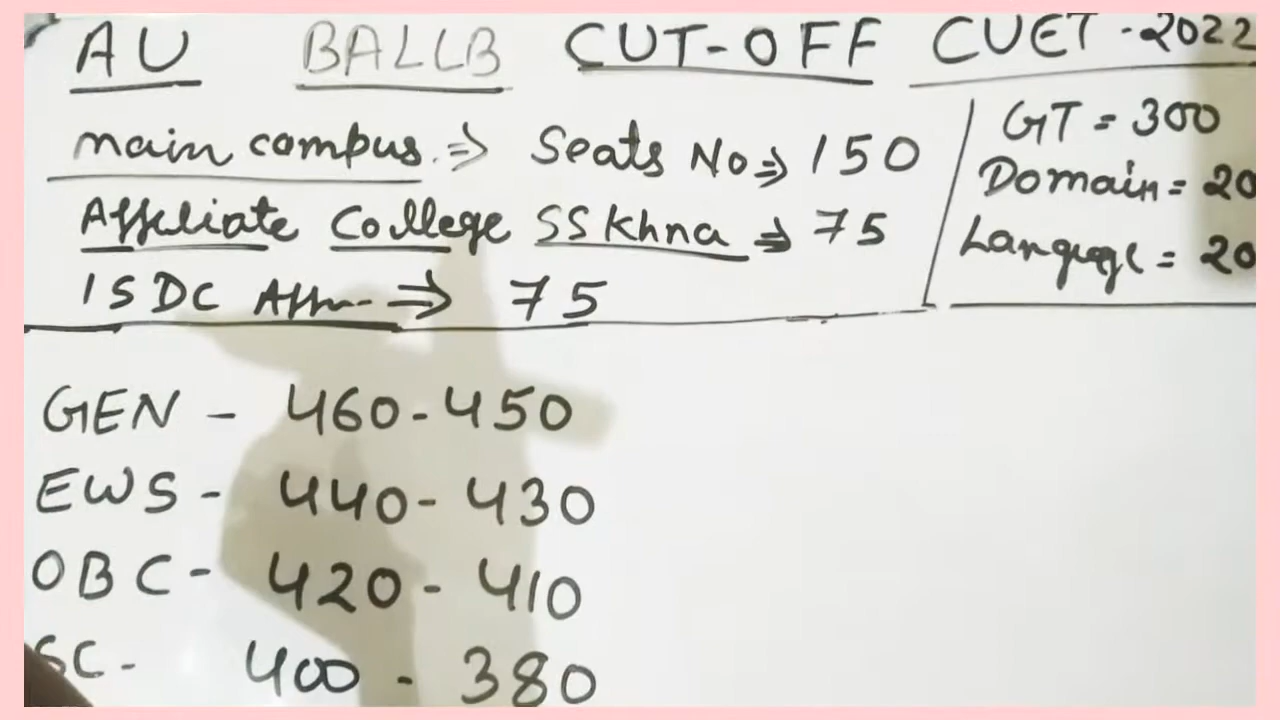 AU BALLB CUT-OFF CUET-2022
main campus. ⇒ Seats No ⇒ 150
Affiliate College SS Khna ⇒ 75
ISDC ⇒ 75
GT = 300
Domain = 20
Language = 20
GEN - 460-450
EWS - 440-430
OBC - 420-410
SC - 400-380